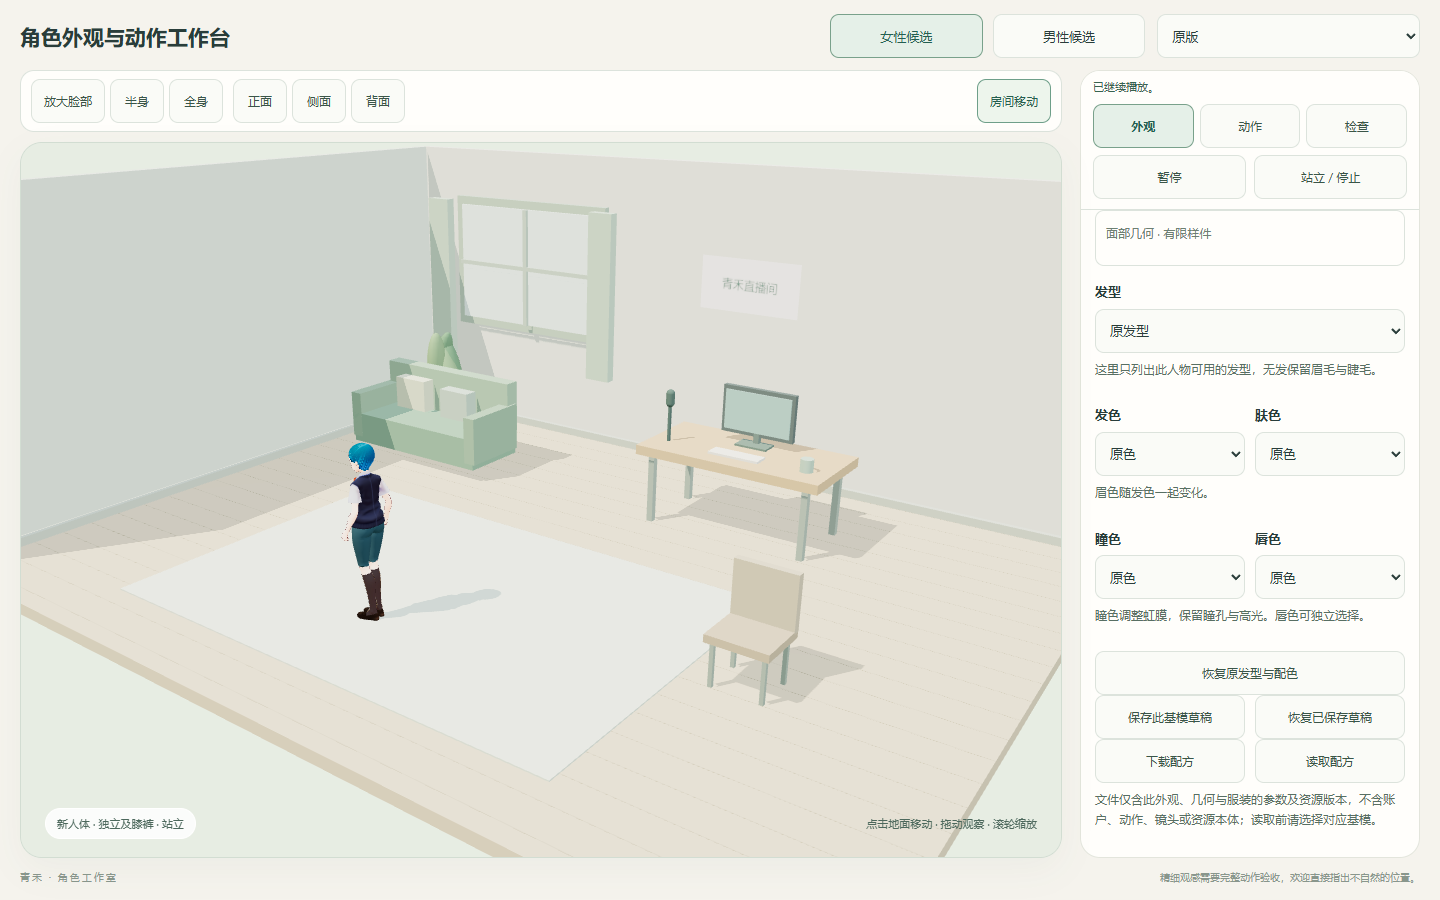 角色外观与动作工作台
女性候选
男性候选
原版
放大脸部
半身
全身
正面
侧面
背面
房间移动
已继续播放。
外观
动作
检查
暂停
站立 / 停止
面部几何 · 有限样件
发型
原发型
这里只列出此人物可用的发型，无发保留眉毛与睫毛。
发色
肤色
原色
原色
眉色随发色一起变化。
瞳色
唇色
原色
原色
瞳色调整虹膜，保留瞳孔与高光。唇色可独立选择。
恢复原发型与配色
保存此基模草稿
恢复已保存草稿
下载配方
读取配方
文件仅含此外观、几何与服装的参数及资源版本，不含账
户、动作、镜头或资源本体；读取前请选择对应基模。
青禾直播间
新人体 · 独立及膝裤 · 站立
点击地面移动 · 拖动观察 · 滚轮缩放
青禾 · 角色工作室
精细观感需要完整动作验收，欢迎直接指出不自然的位置。